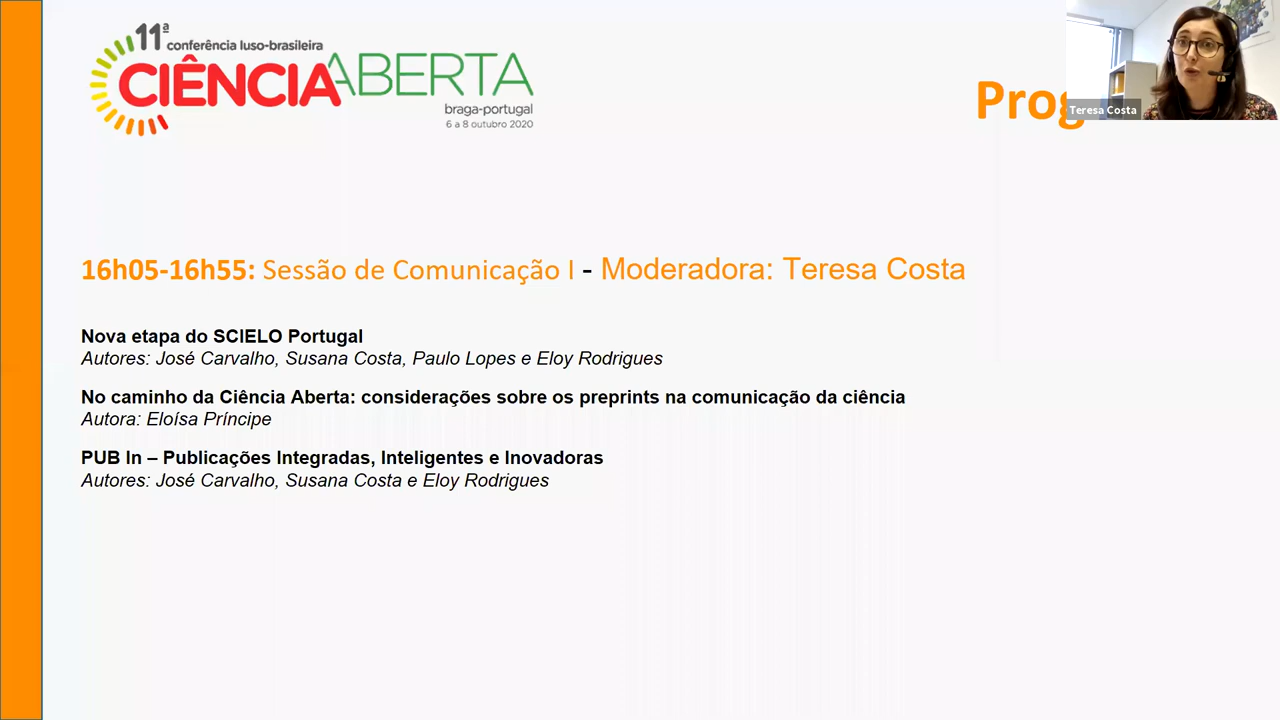 11ª conferência luso-brasileira
CIÊNCIA ABERTA
braga-portugal
6 a 8 outubro 2020
Teresa Costa
16h05-16h55: Sessão de Comunicação I - Moderadora: Teresa Costa
Nova etapa do SCIELO Portugal
Autores: José Carvalho, Susana Costa, Paulo Lopes e Eloy Rodrigues
No caminho da Ciência Aberta: considerações sobre os preprints na comunicação da ciência
Autora: Eloísa Príncipe
PUB In – Publicações Integradas, Inteligentes e Inovadoras
Autores: José Carvalho, Susana Costa e Eloy Rodrigues